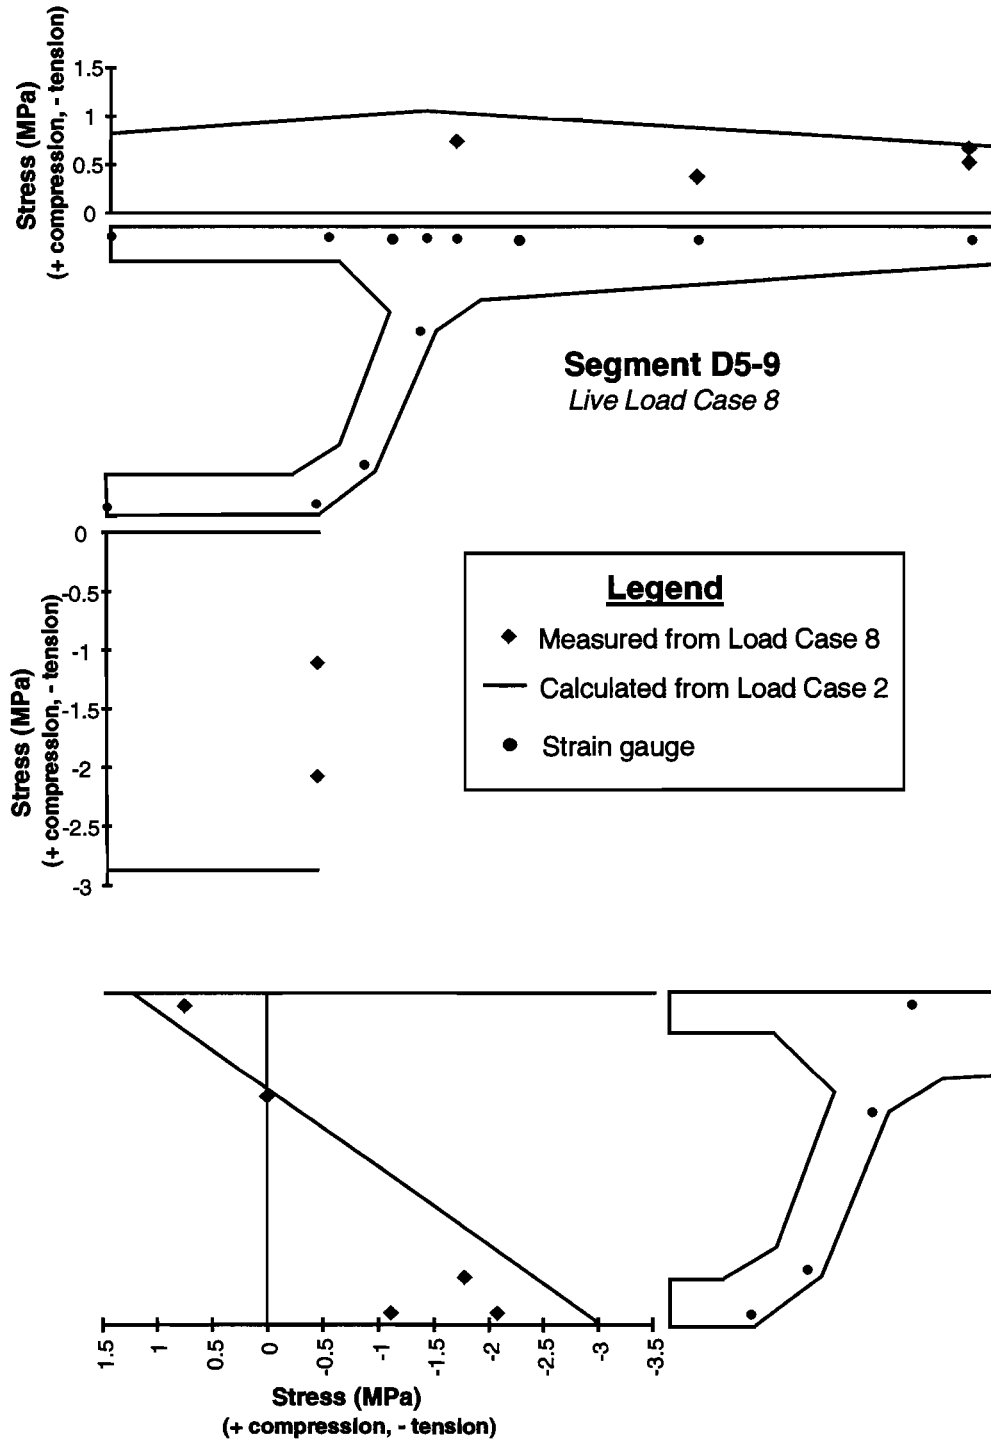 Stress (MPa)
(+ compression, - tension)
1.5
1
0.5
0
Segment D5-9
Live Load Case 8
Stress (MPa)
(+ compression, - tension)
0
-0.5
-1
-1.5
-2
-2.5
-3
Legend
Measured from Load Case 8
Calculated from Load Case 2
Strain gauge
1.5
1
0.5
0
-0.5
-1
-1.5
-2
-2.5
-3
-3.5
Stress (MPa)
(+ compression, - tension)